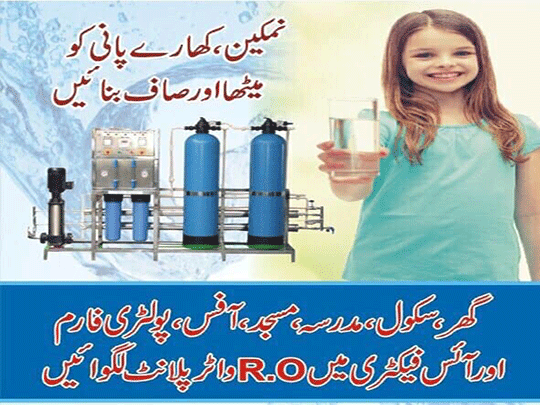 نمکین، کھارے پانی کو
میٹھا اور صاف بنائیں
گھر، سکول، مدرسہ، مسجد، آفس، پولٹری فارم
اور آئس فیکٹری میں R.O واٹر پلانٹ لگوائیں